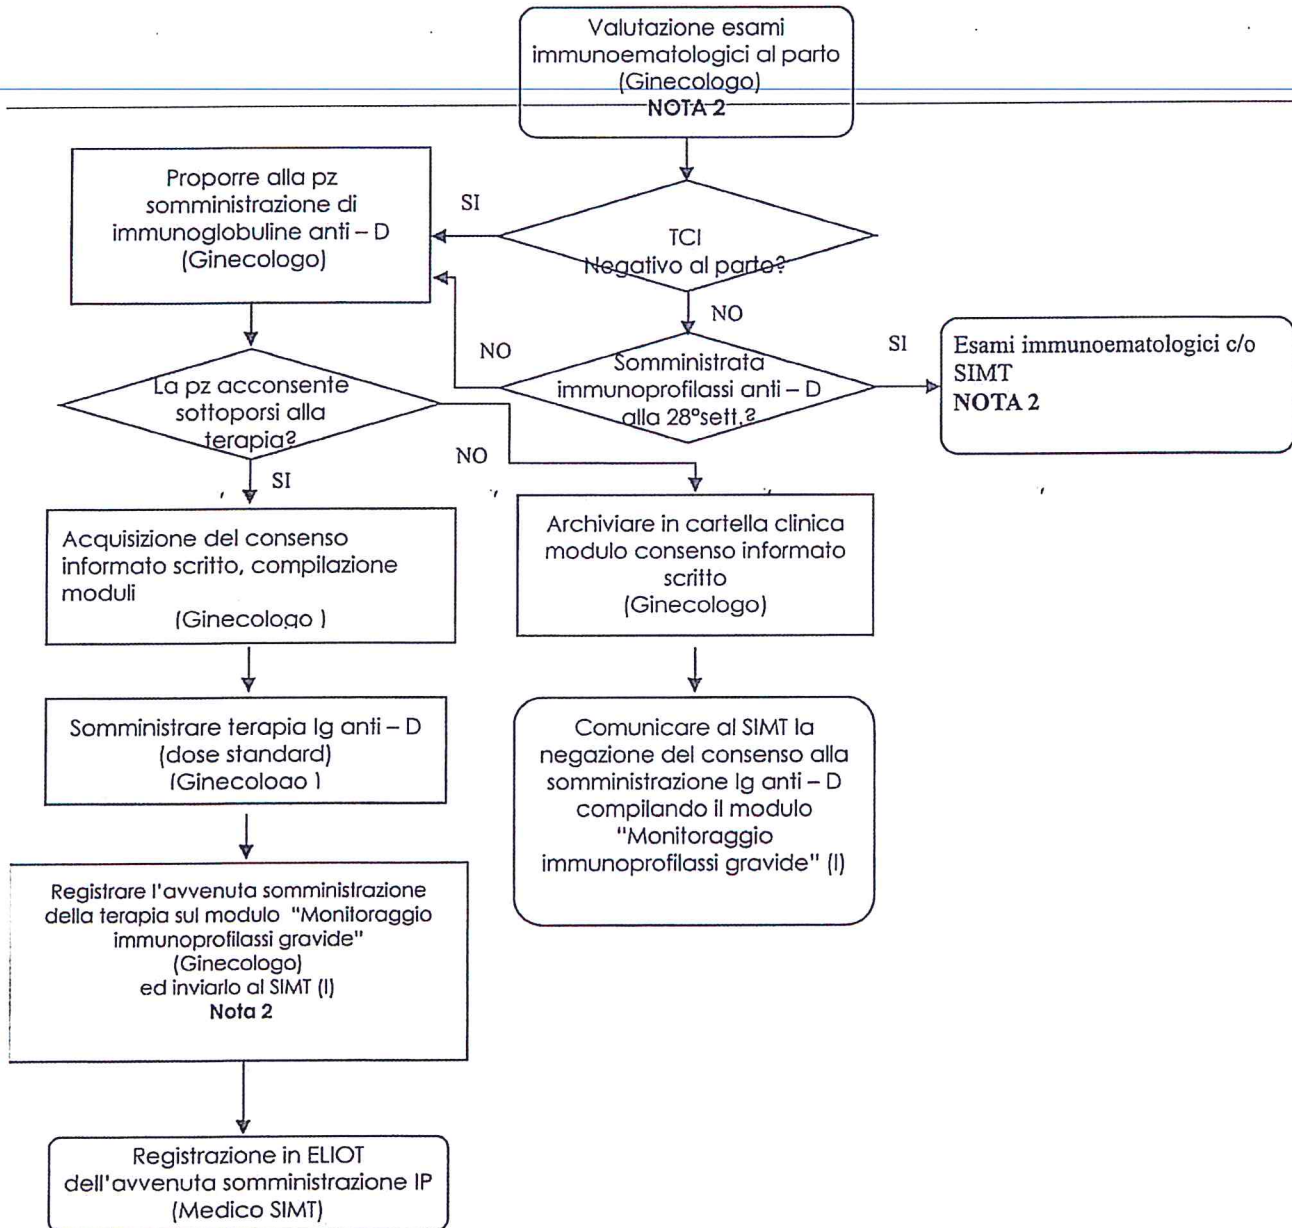 Valutazione esami
immunoematologici al parto
(Ginecologo)
NOTA 2
Proporre alla pz
somministrazione di
immunoglobuline anti – D
(Ginecologo)
SI
TCI
Negativo al parto?
NO
NO
Somministrata
immunoprofilassi anti – D
alla 28°sett.?
SI
Esami immunoematologici c/o
SIMT
NOTA 2
La pz acconsente
sottoporsi alla
terapia?
NO
SI
Acquisizione del consenso
informato scritto, compilazione
moduli
(Ginecologo )
Archiviare in cartella clinica
modulo consenso informato
scritto
(Ginecologo)
Somministrare terapia Ig anti – D
(dose standard)
(Ginecologo )
Comunicare al SIMT la
negazione del consenso alla
somministrazione Ig anti – D
compilando il modulo
"Monitoraggio
immunoprofilassi gravide" (I)
Registrare l'avvenuta somministrazione
della terapia sul modulo "Monitoraggio
immunoprofilassi gravide"
(Ginecologo)
ed inviarlo al SIMT (I)
Nota 2
Registrazione in ELIOT
dell'avvenuta somministrazione IP
(Medico SIMT)